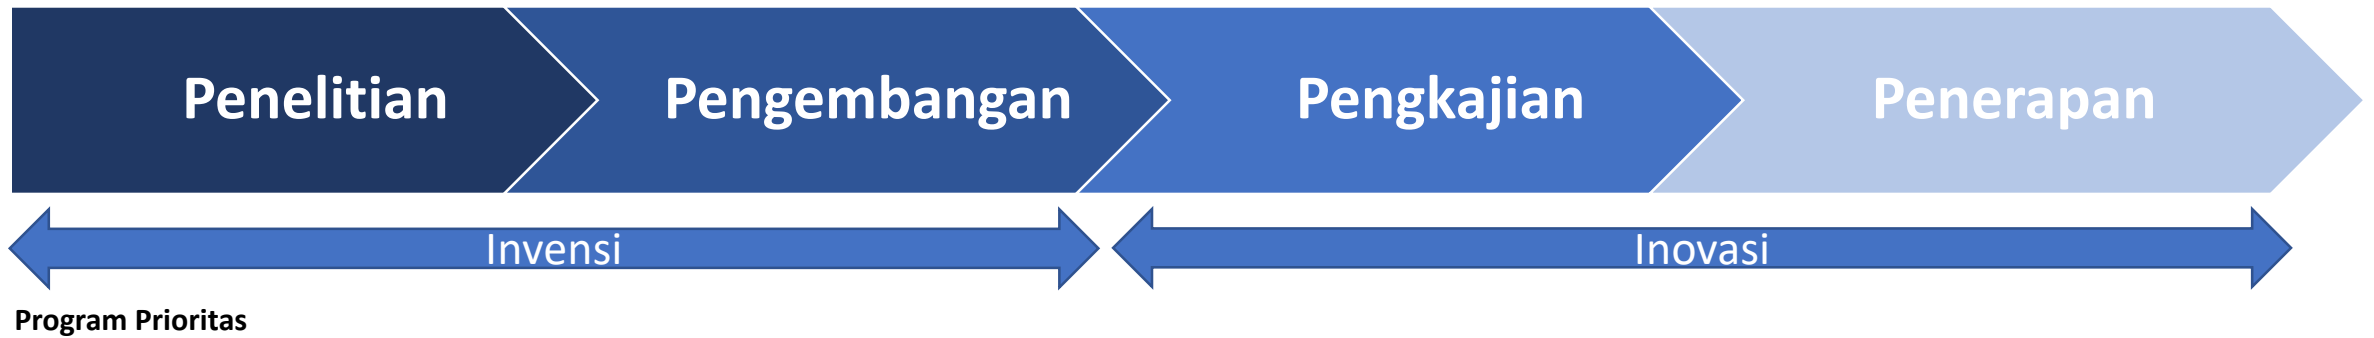 Penelitian
Pengembangan
Pengkajian
Penerapan
Invensi
Inovasi
Program Prioritas